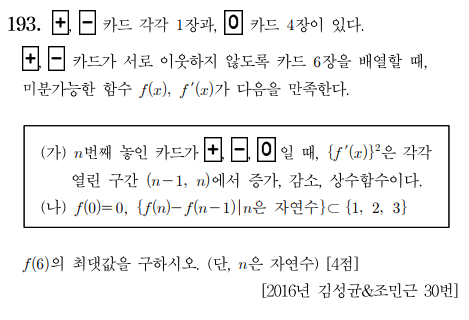 193. + , − 카드 각각 1장과, 0 카드 4장이 있다.
+ , − 카드가 서로 이웃하지 않도록 카드 6장을 배열할 때,
미분가능한 함수 f(x), f′(x)가 다음을 만족한다.
(가) n번째 놓인 카드가 + , − , 0 일 때, {f′(x)}²은 각각
열린 구간 (n−1, n)에서 증가, 감소, 상수함수이다.
(나) f(0)=0, {f(n)−f(n−1)|n은 자연수}⊂{1, 2, 3}
f(6)의 최댓값을 구하시오. (단, n은 자연수) [4점]
[2016년 김성균&조민근 30번]